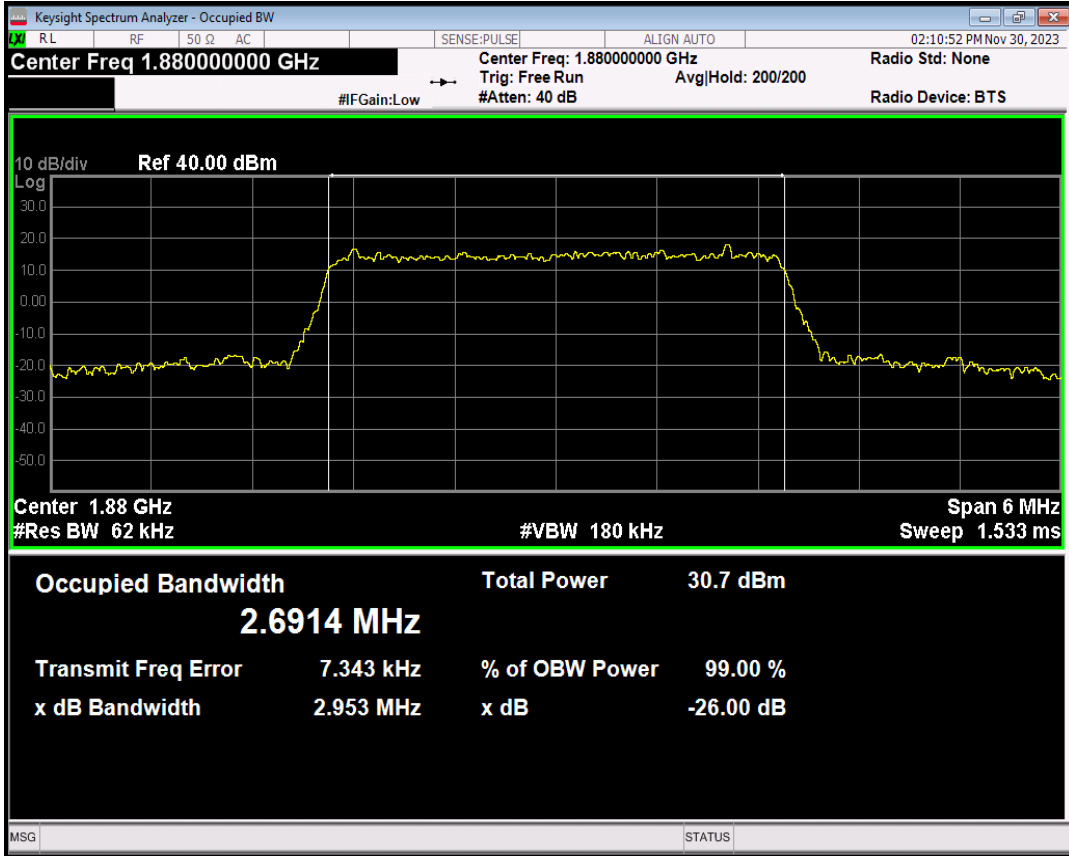 Keysight Spectrum Analyzer - Occupied BW
LXI RL RF 50 Ω AC SENSE:PULSE ALIGN AUTO 02:10:52 PM Nov 30, 2023
Center Freq 1.880000000 GHz Center Freq: 1.880000000 GHz Radio Std: None
Trig: Free Run Avg|Hold: 200/200
#IFGain:Low #Atten: 40 dB Radio Device: BTS
10 dB/div Ref 40.00 dBm
Log
30.0
20.0
10.0
0.00
-10.0
-20.0
-30.0
-40.0
-50.0
Center 1.88 GHz Span 6 MHz
#Res BW 62 kHz #VBW 180 kHz Sweep 1.533 ms
Occupied Bandwidth Total Power 30.7 dBm
2.6914 MHz
Transmit Freq Error 7.343 kHz % of OBW Power 99.00 %
x dB Bandwidth 2.953 MHz x dB -26.00 dB
MSG STATUS